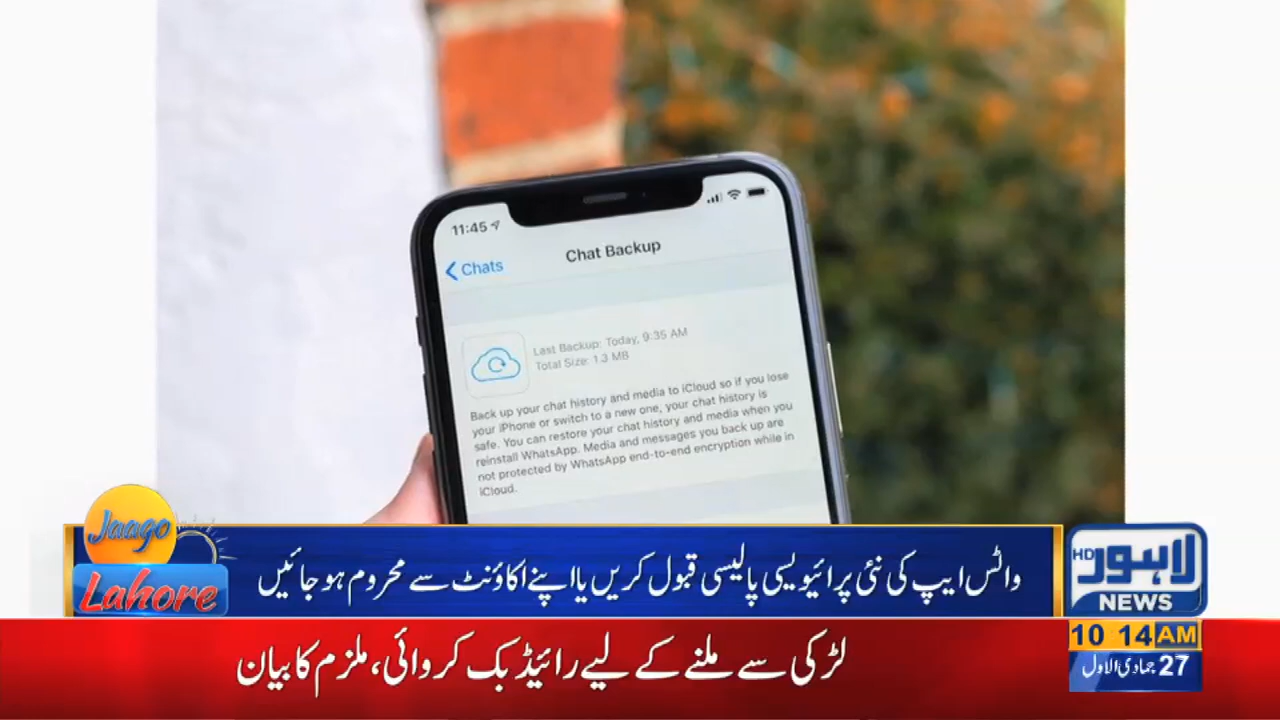 11:45
Chats
Chat Backup
Last Backup: Today, 9:35 AM
Total Size: 1.3 MB
Back up your chat history and media to iCloud so if you lose
your iPhone or switch to a new one, your chat history is
safe. You can restore your chat history and media when you
reinstall WhatsApp. Media and messages you back up are
not protected by WhatsApp end-to-end encryption while in
iCloud.
Jaago
Lahore
واٹس ایپ کی نئی پرائیویسی پالیسی قبول کریں یا اپنے اکاؤنٹ سے محروم ہو جائیں
لاہور HD
NEWS
لڑکی سے ملنے کے لیے رائیڈ بک کروائی، ملزم کا بیان
10 14 AM
27 جمادی الاول